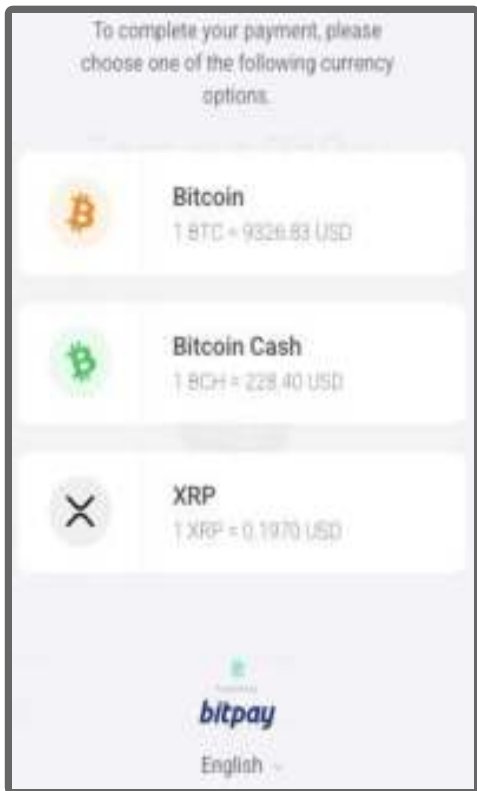 To complete your payment, please
choose one of the following currency
options.
Bitcoin
1 BTC = 9326.83 USD
Bitcoin Cash
1 BCH = 228.40 USD
XRP
1 XRP = 0.1970 USD
bitpay
English